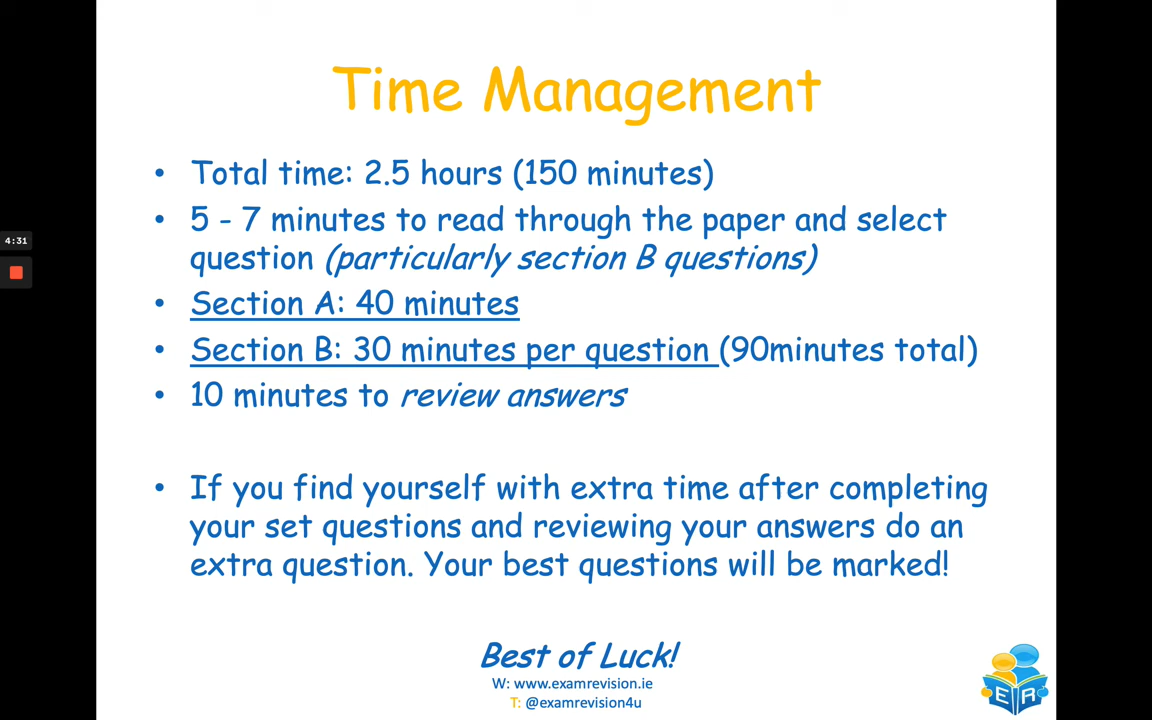 Time Management
• Total time: 2.5 hours (150 minutes)
• 5 - 7 minutes to read through the paper and select
question (particularly section B questions)
4:31
• Section A: 40 minutes
• Section B: 30 minutes per question (90minutes total)
• 10 minutes to review answers
• If you find yourself with extra time after completing
your set questions and reviewing your answers do an
extra question. Your best questions will be marked!
Best of Luck!
W: www.examrevision.ie
T: @examrevision4u
E R